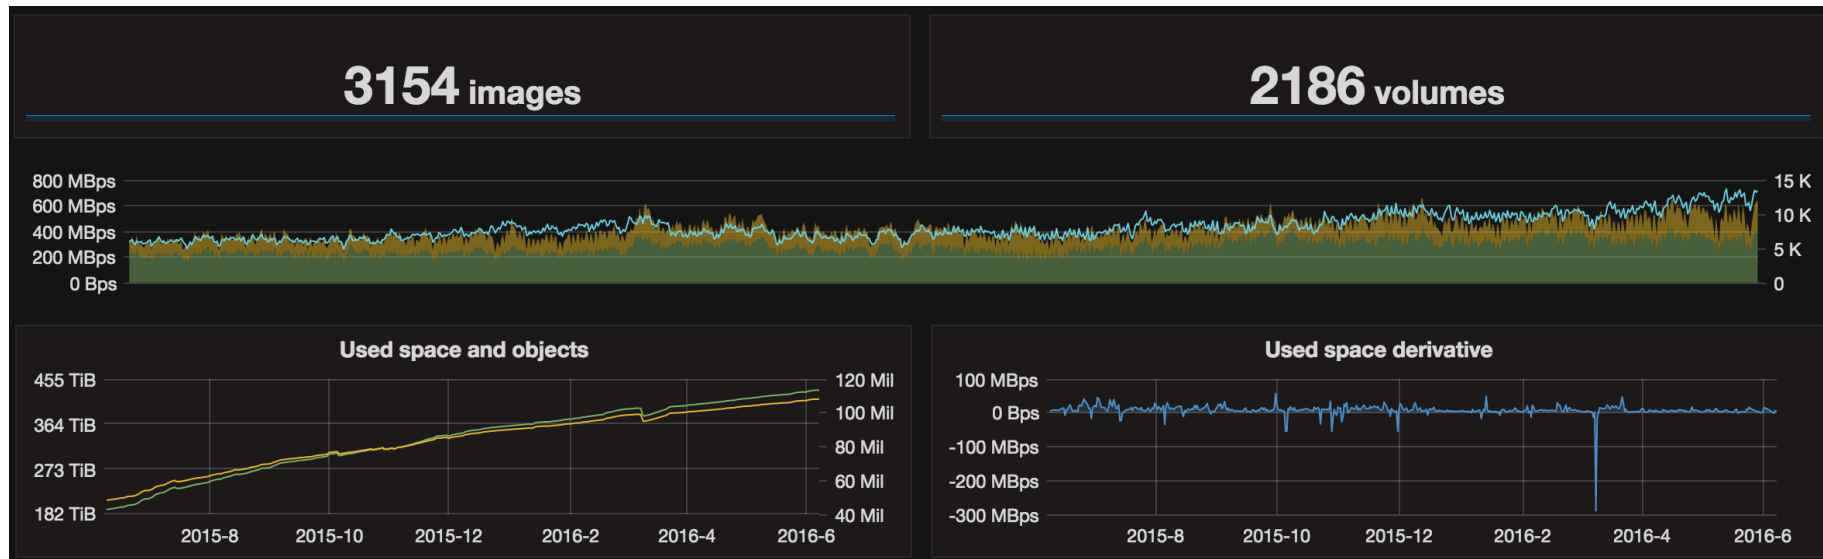 3154 images
2186 volumes
800 MBps
600 MBps
400 MBps
200 MBps
0 Bps
15 K
10 K
5 K
0
Used space and objects
455 TiB
364 TiB
273 TiB
182 TiB
120 Mil
100 Mil
80 Mil
60 Mil
40 Mil
2015-8 2015-10 2015-12 2016-2 2016-4 2016-6
Used space derivative
100 MBps
0 Bps
-100 MBps
-200 MBps
-300 MBps
2015-8 2015-10 2015-12 2016-2 2016-4 2016-6